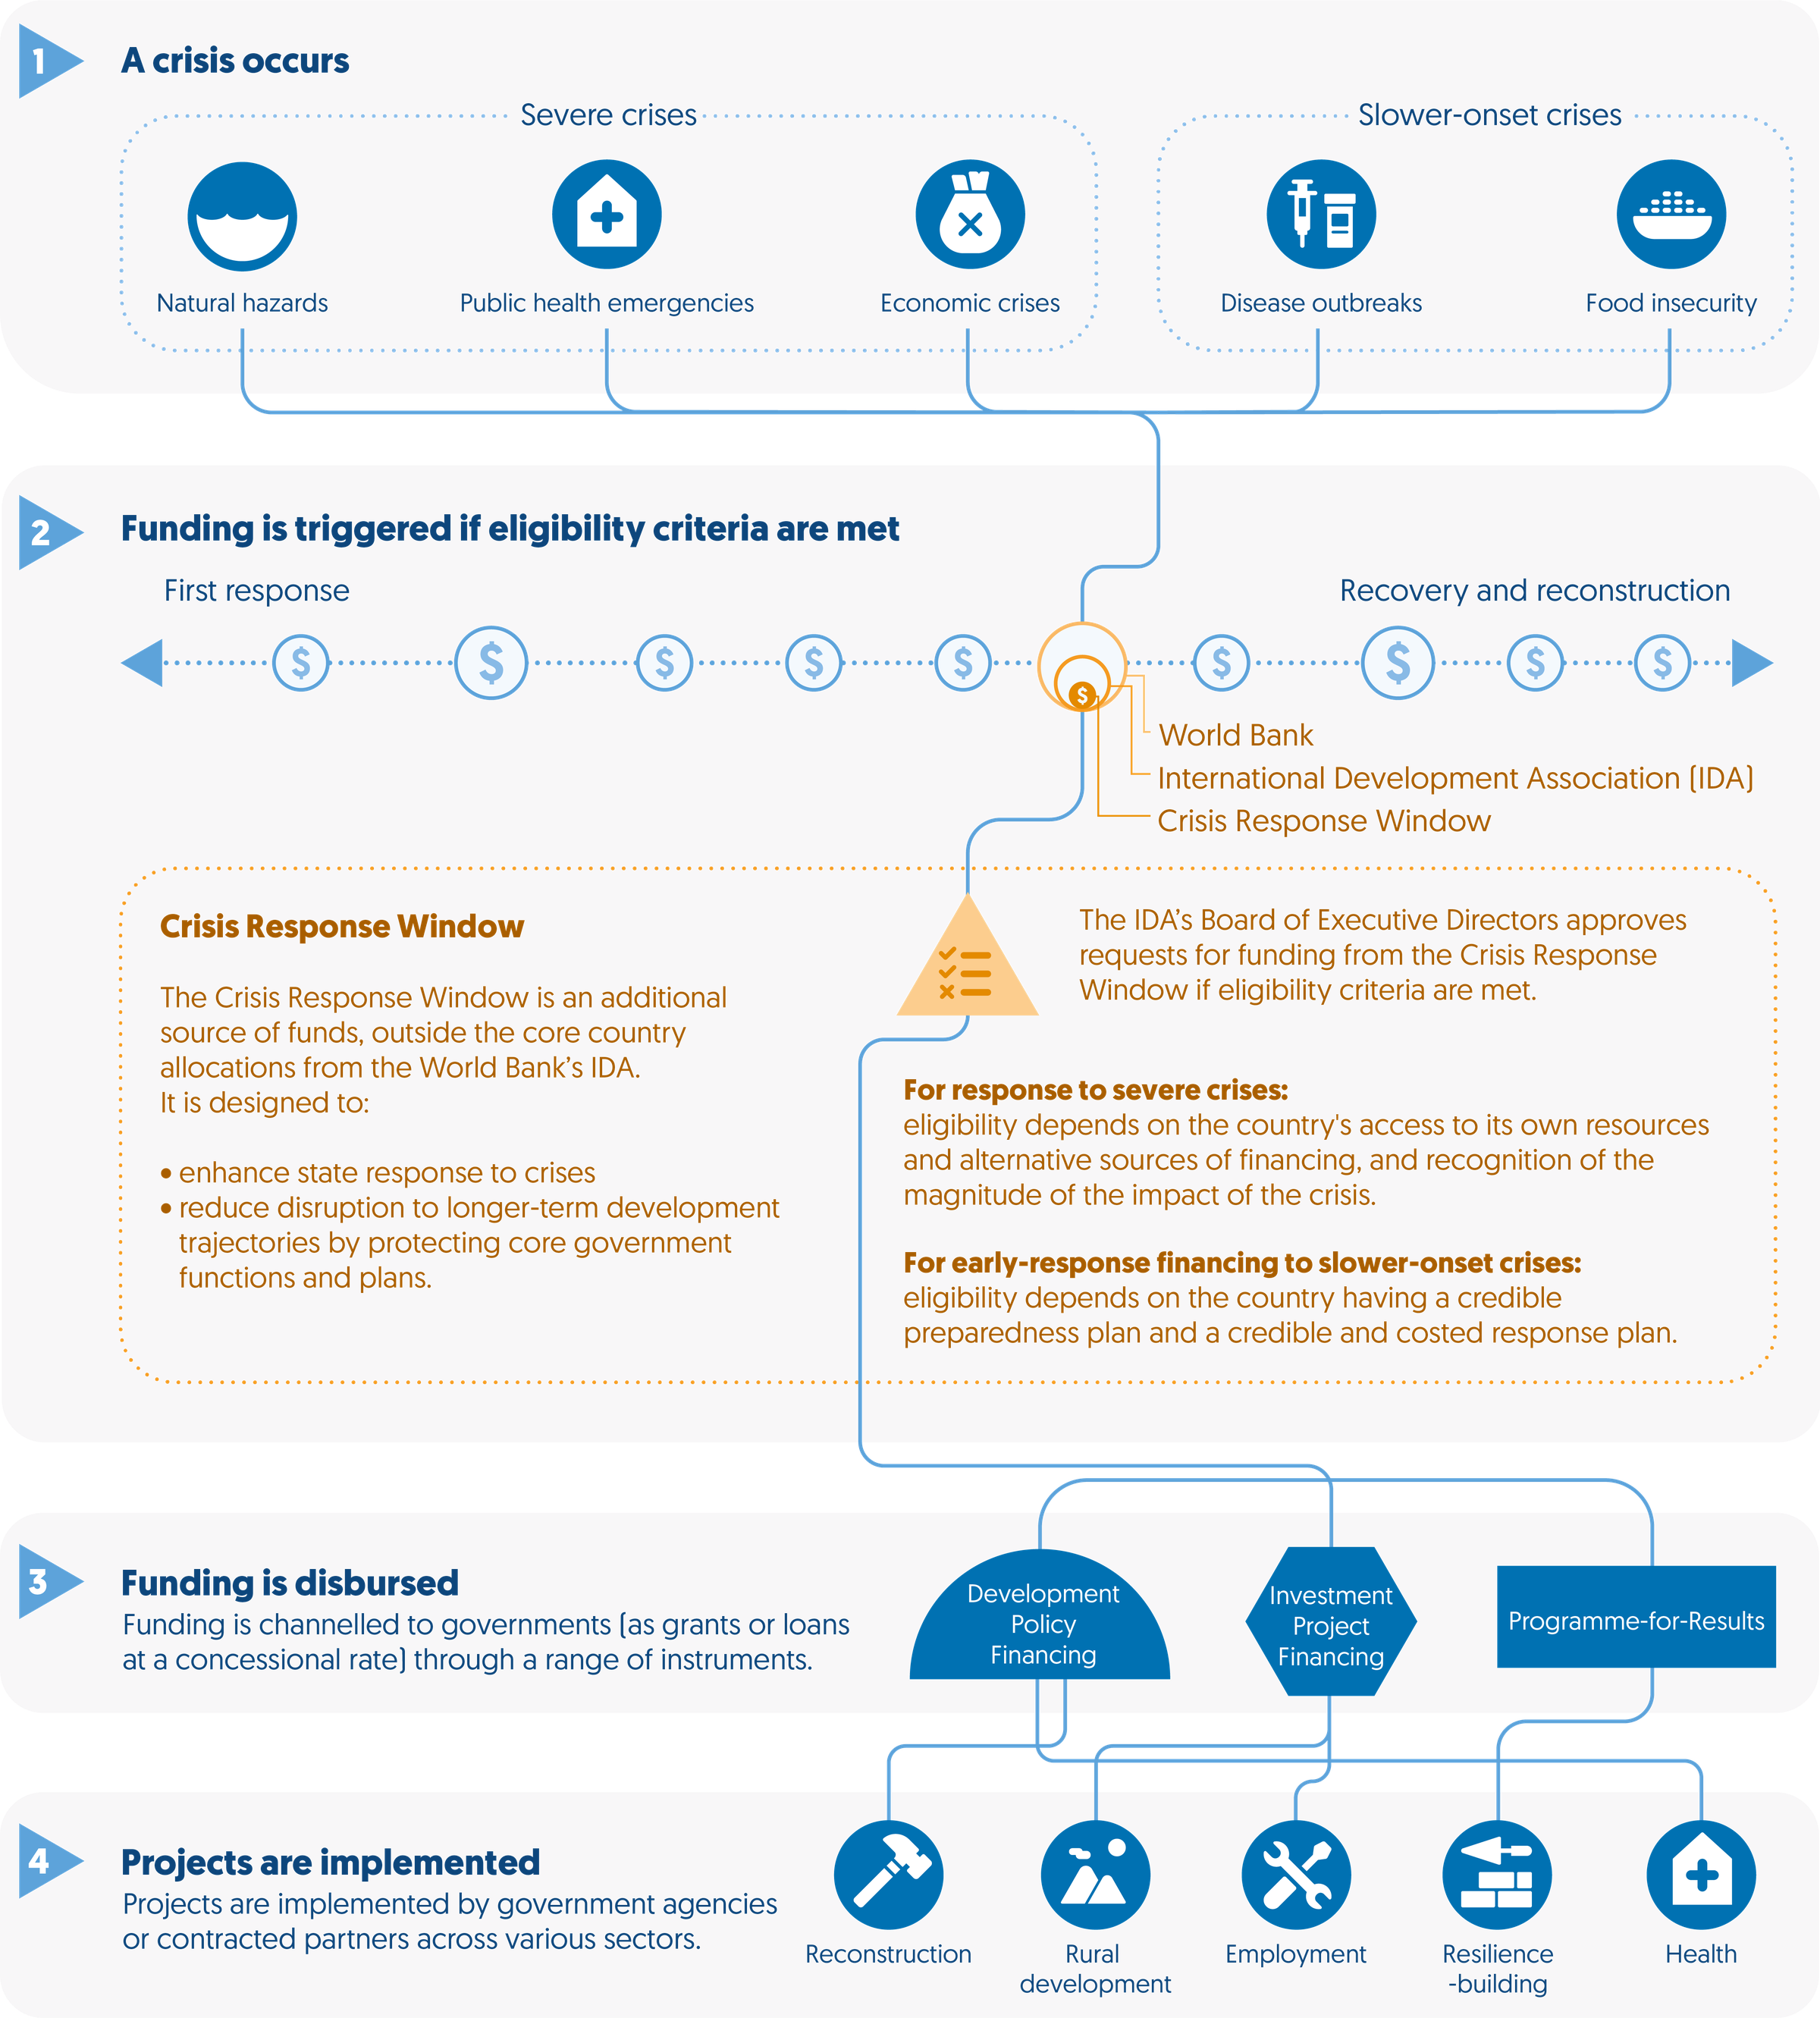 1
A crisis occurs
Severe crises
Slower-onset crises
Natural hazards
Public health emergencies
Economic crises
Disease outbreaks
Food insecurity
2
Funding is triggered if eligibility criteria are met
First response
Recovery and reconstruction
$ $ $ $ $ $ $ $ $ $
World Bank
International Development Association (IDA)
Crisis Response Window
Crisis Response Window
The Crisis Response Window is an additional
source of funds, outside the core country
allocations from the World Bank’s IDA.
It is designed to:
• enhance state response to crises
• reduce disruption to longer-term development
trajectories by protecting core government
functions and plans.
The IDA’s Board of Executive Directors approves
requests for funding from the Crisis Response
Window if eligibility criteria are met.
For response to severe crises:
eligibility depends on the country's access to its own resources
and alternative sources of financing, and recognition of the
magnitude of the impact of the crisis.
For early-response financing to slower-onset crises:
eligibility depends on the country having a credible
preparedness plan and a credible and costed response plan.
3
Funding is disbursed
Funding is channelled to governments (as grants or loans
at a concessional rate) through a range of instruments.
Development
Policy
Financing
Investment
Project
Financing
Programme-for-Results
4
Projects are implemented
Projects are implemented by government agencies
or contracted partners across various sectors.
Reconstruction
Rural
development
Employment
Resilience
-building
Health